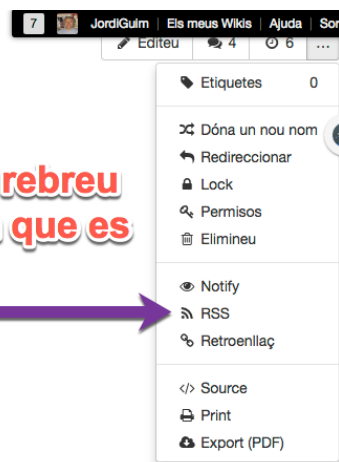 7 JordiGuim Els meus Wikis Ajuda
Editeu 4 6 ...
Etiquetes 0
Dóna un nou nom
Redireccionar
rebreu
Lock
Permisos
que es
Elimineu
Notify
RSS
Retroenllaç
</> Source
Print
Export (PDF)